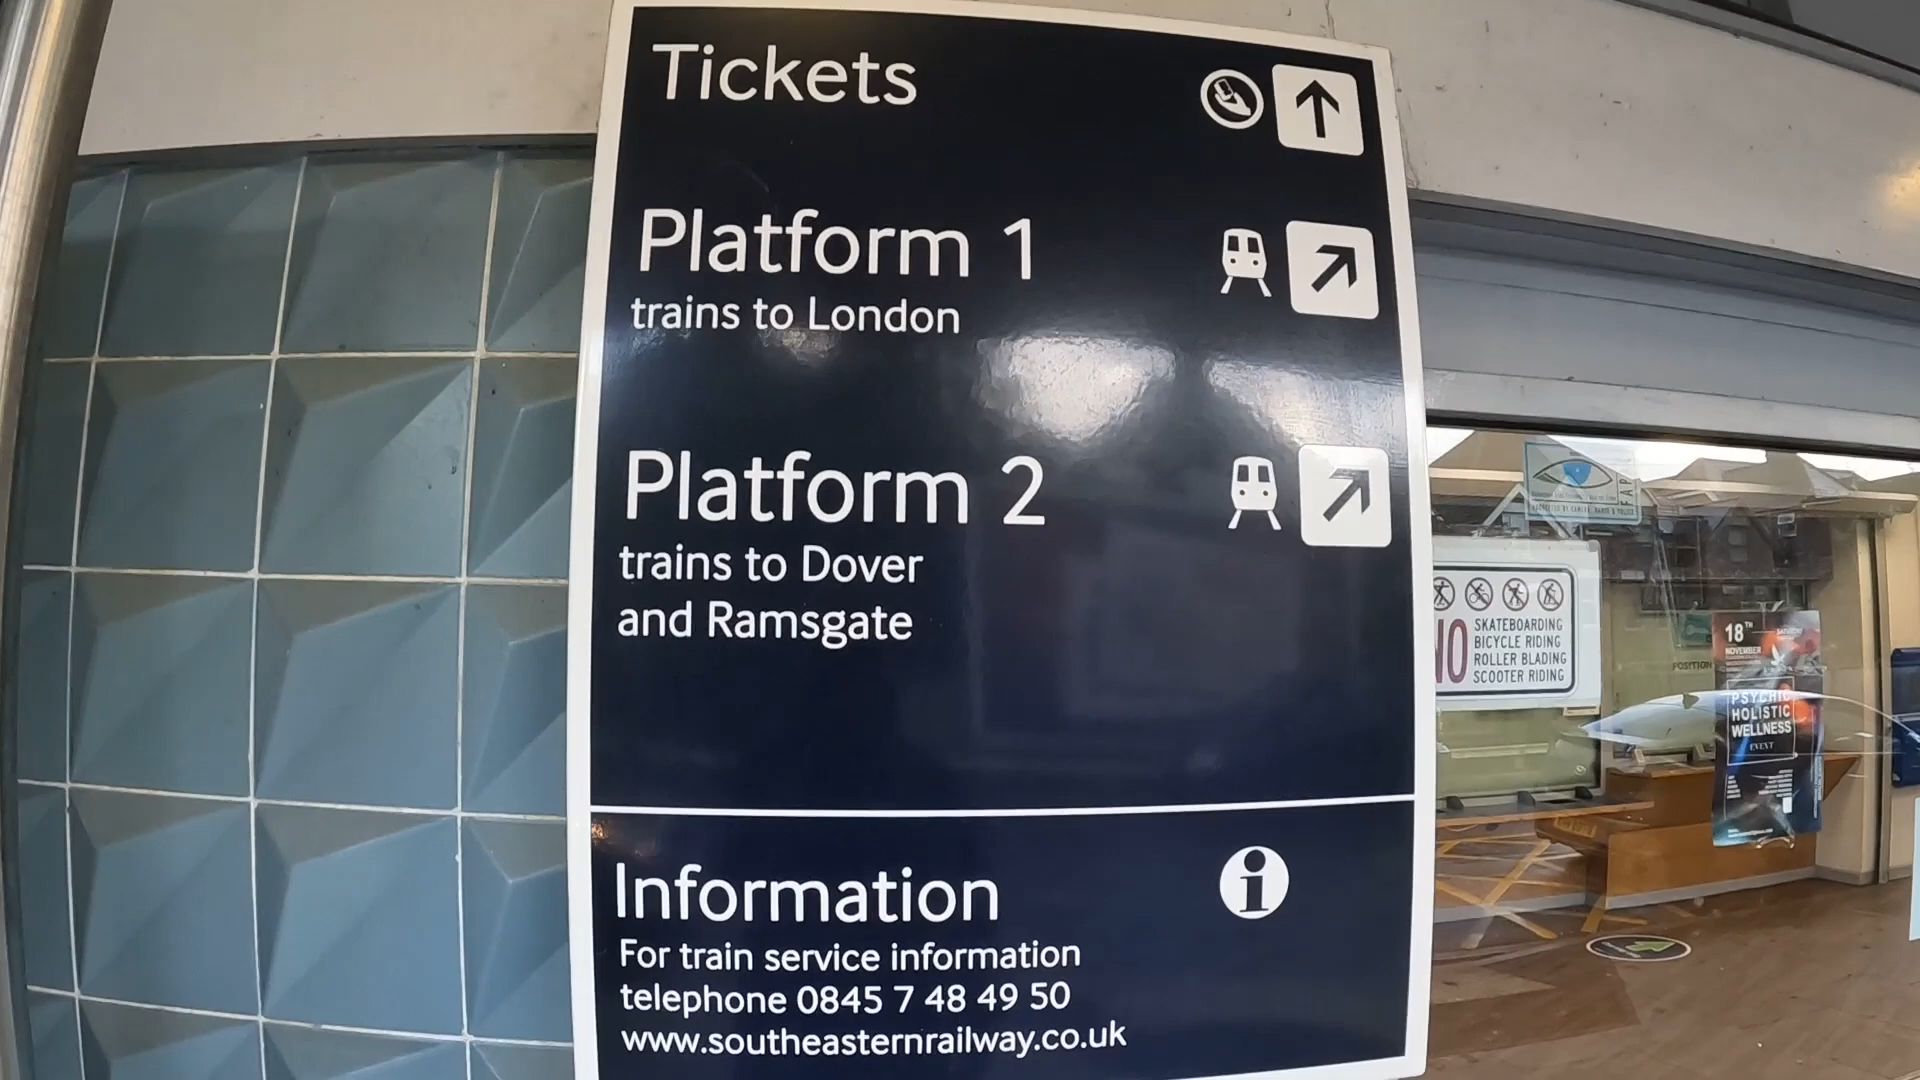 Tickets
Platform 1
trains to London
Platform 2
trains to Dover
and Ramsgate
Information
For train service information
telephone 0845 7 48 49 50
www.southeasternrailway.co.uk
NO
SKATEBOARDING
BICYCLE RIDING
ROLLER BLADING
SCOOTER RIDING
POSITION
18TH
NOVEMBER
PSYCHIC
HOLISTIC
WELLNESS
EVENT